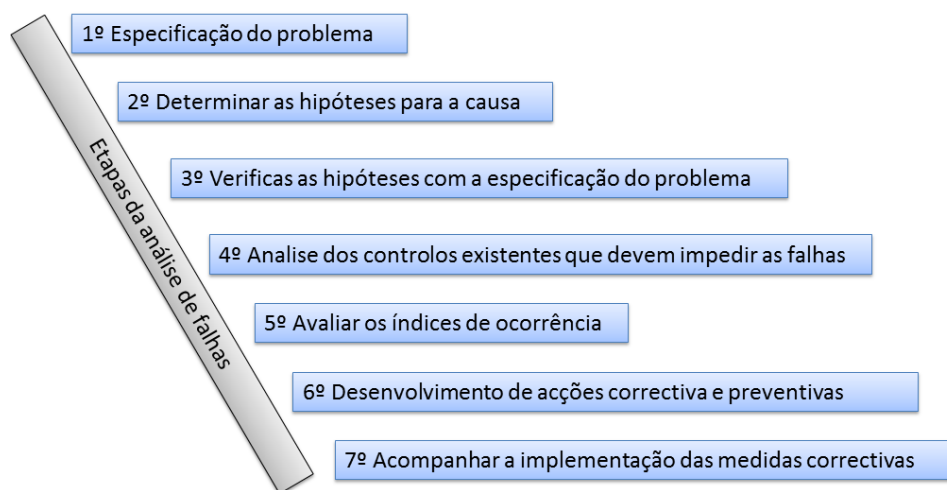 1º Especificação do problema
2º Determinar as hipóteses para a causa
3º Verificas as hipóteses com a especificação do problema
Etapas da análise de falhas
4º Analise dos controlos existentes que devem impedir as falhas
5º Avaliar os índices de ocorrência
6º Desenvolvimento de acções correctiva e preventivas
7º Acompanhar a implementação das medidas correctivas